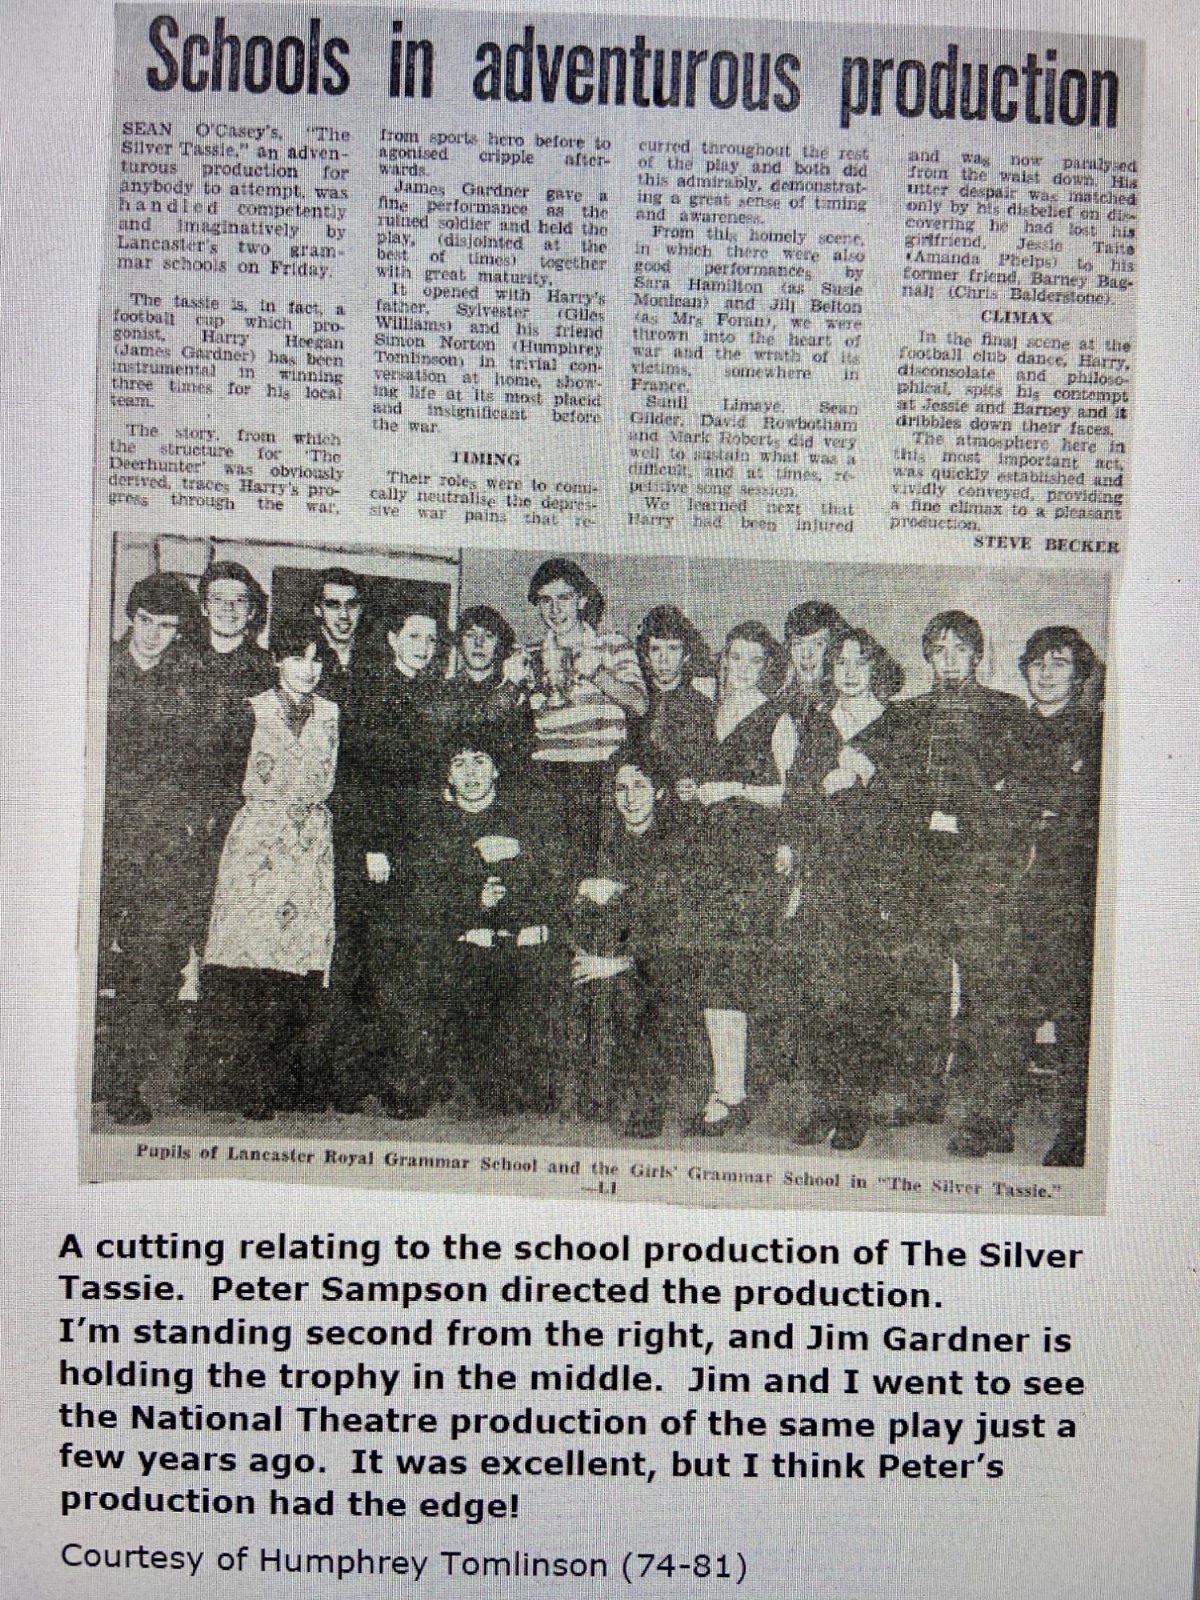 Schools in adventurous production
SEAN O'Casey's, "The
Silver Tassie," an adven-
turous production for
anybody to attempt, was
handled competently
and imaginatively by
Lancaster's two gram-
mar schools on Friday.
The tassie is, in fact, a
football cup which pro-
gonist, Harry Heegan
(James Gardner) has been
instrumental in winning
three times for his local
team.
The story, from which
the structure for 'The
Deerhunter' was obviously
derived, traces Harry's pro-
gress through the war,
from sports hero before to
agonised cripple after-
wards.
James Gardner gave a
fine performance as the
ruined soldier and held the
play, (disjointed at the
best of times) together
with great maturity.
It opened with Harry's
father, Sylvester (Giles
Williams) and his friend
Simon Norton (Humphrey
Tomlinson) in trivial con-
versation at home, show-
ing life at its most placid
and insignificant before
the war.
TIMING
Their roles were to comi-
cally neutralise the depres-
sive war pains that re-
curred throughout the rest
of the play and both did
this admirably, demonstrat-
ing a great sense of timing
and awareness.
From this homely scene,
in which there were also
good performances by
Sara Hamilton (as Susie
Monican) and Jill Belton
(as Mrs Foran), we were
thrown into the heart of
war and the wrath of its
victims, somewhere in
France.
Sunil Limaye, Sean
Gilder, David Rowbotham
and Mark Roberts did very
well to sustain what was a
difficult, and at times, re-
petitive song session.
We learned next that
Harry had been injured
and was now paralysed
from the waist down. His
utter despair was matched
only by his disbelief on dis-
covering he had lost his
girlfriend, Jessie Taite
(Amanda Phelps) to his
former friend, Barney Bag-
nall (Chris Balderstone).
CLIMAX
In the final scene at the
football club dance, Harry,
disconsolate and philoso-
phical, spits his contempt
at Jessie and Barney and it
dribbles down their faces.
The atmosphere here in
this most important act,
was quickly established and
vividly conveyed, providing
a fine climax to a pleasant
production.
STEVE BECKER
Pupils of Lancaster Royal Grammar School and the Girls' Grammar School in "The Silver Tassie."
A cutting relating to the school production of The Silver
Tassie. Peter Sampson directed the production.
I'm standing second from the right, and Jim Gardner is
holding the trophy in the middle. Jim and I went to see
the National Theatre production of the same play just a
few years ago. It was excellent, but I think Peter's
production had the edge!
Courtesy of Humphrey Tomlinson (74-81)